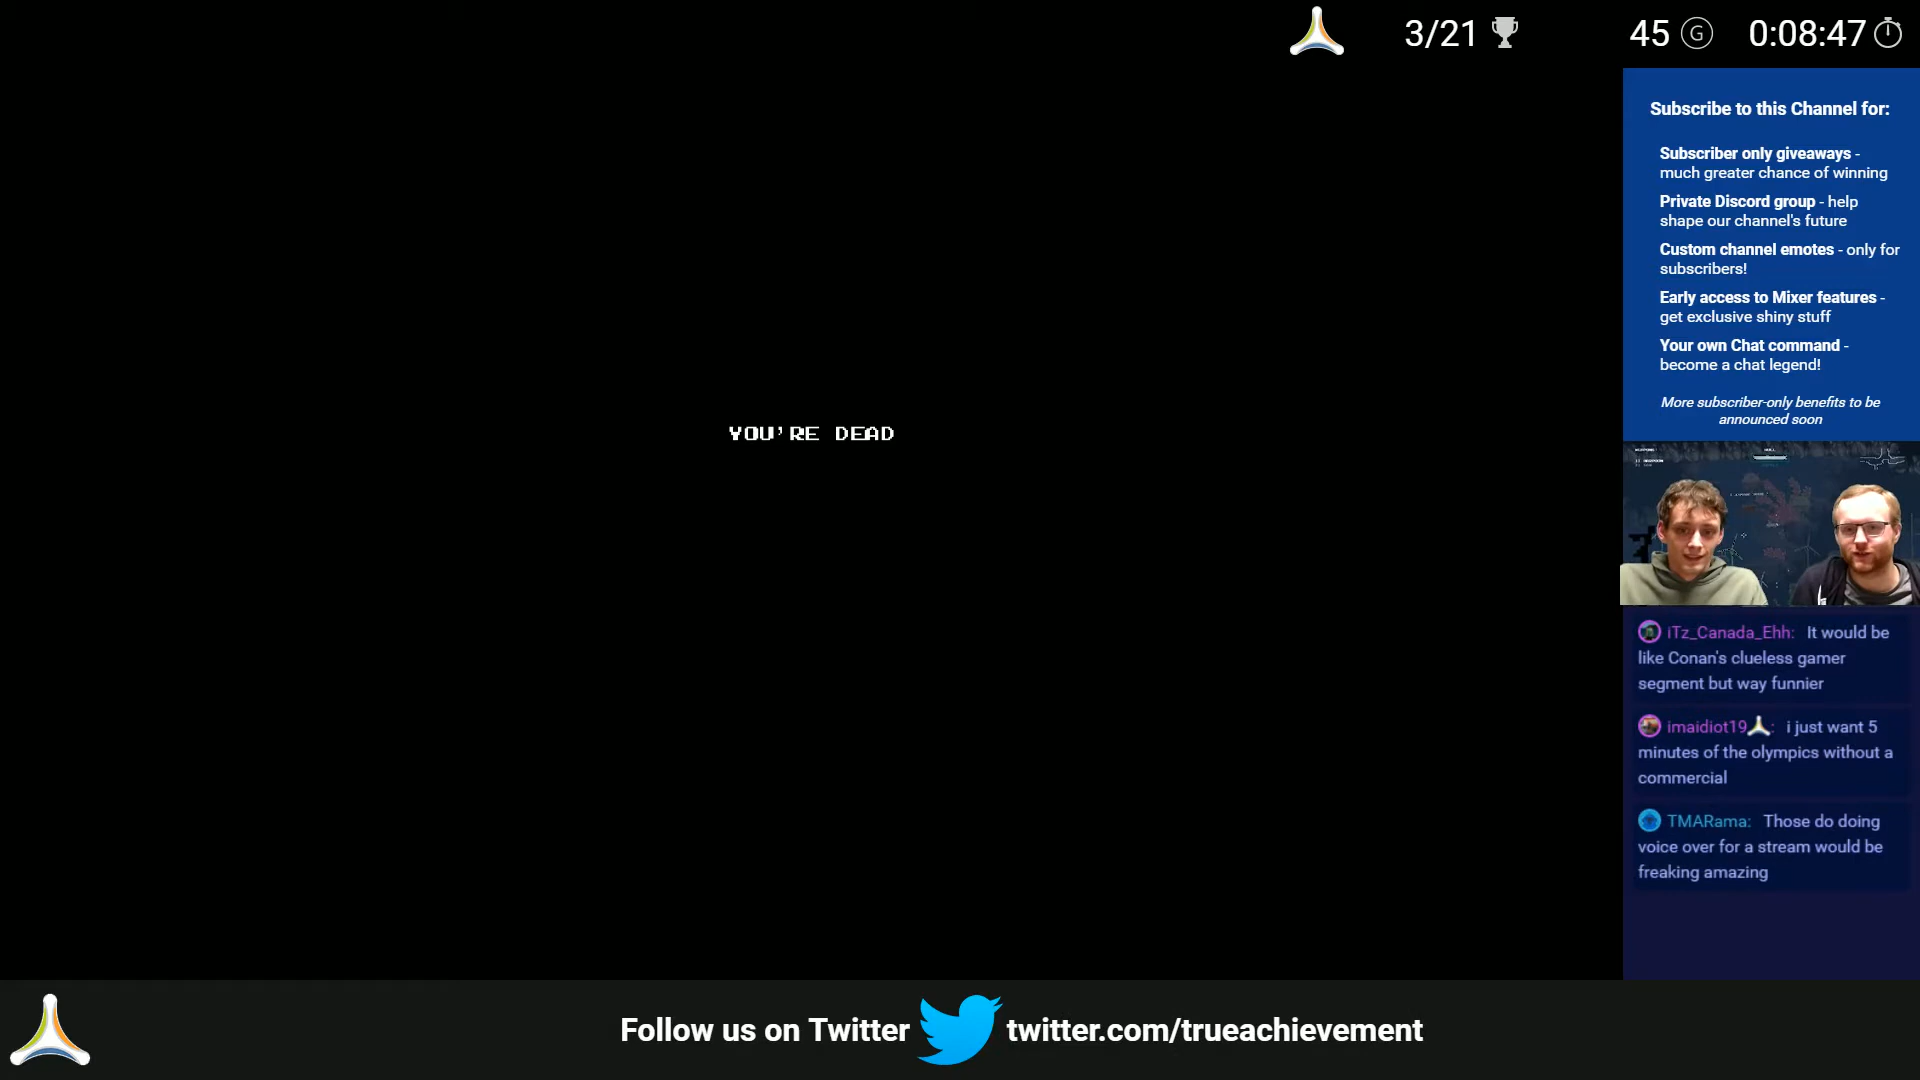 3/21
45 G
0:08:47
Subscribe to this Channel for:
Subscriber only giveaways -
much greater chance of winning
Private Discord group - help
shape our channel's future
Custom channel emotes - only for
subscribers!
Early access to Mixer features -
get exclusive shiny stuff
Your own Chat command -
become a chat legend!
More subscriber-only benefits to be
announced soon
YOU'RE DEAD
iTz_Canada_Ehh: It would be
like Conan's clueless gamer
segment but way funnier
imaidiot19: i just want 5
minutes of the olympics without a
commercial
TMARama: Those do doing
voice over for a stream would be
freaking amazing
Follow us on Twitter twitter.com/trueachievement